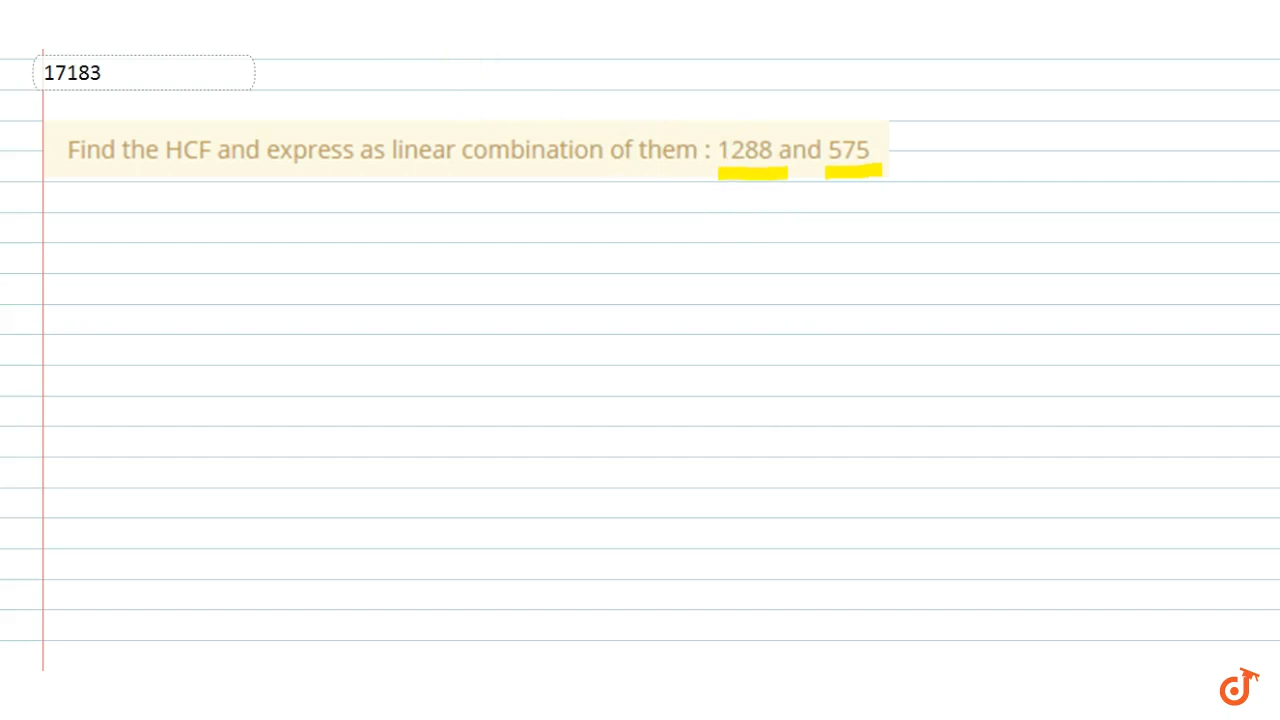 17183
Find the HCF and express as linear combination of them : 1288 and 575